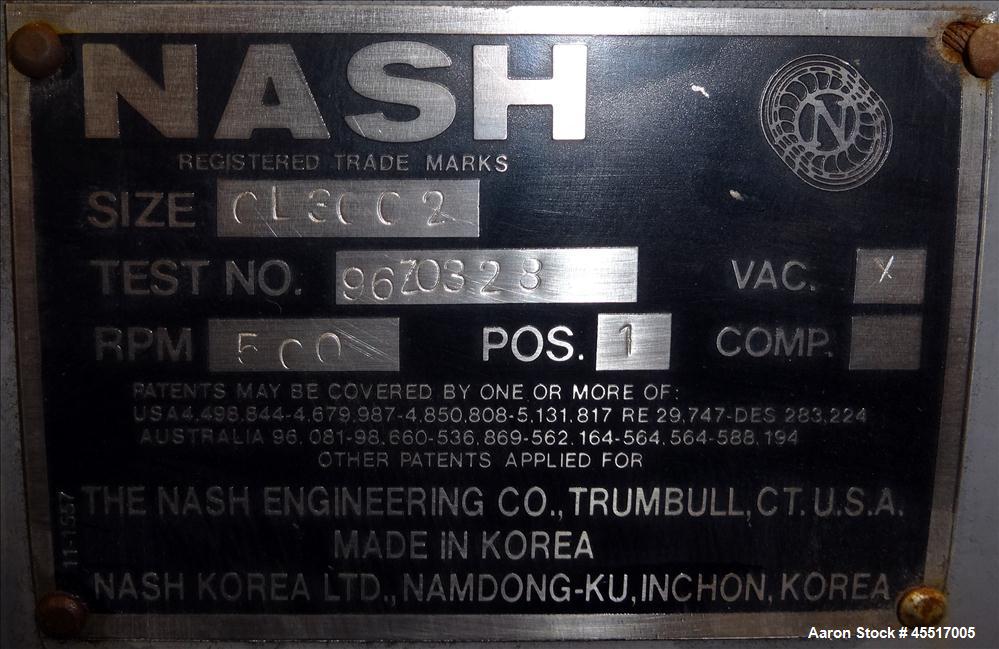 NASH
N
REGISTERED TRADE MARKS
SIZE CL3002
TEST NO. 96Z0328 VAC. X
RPM 500 POS. 1 COMP.
PATENTS MAY BE COVERED BY ONE OR MORE OF:
USA4,498,844-4,679,987-4,850,808-5,131,817 RE 29,747-DES 283,224
AUSTRALIA 96,081-98,660-536,869-562,164-564,564-588,194
OTHER PATENTS APPLIED FOR
THE NASH ENGINEERING CO., TRUMBULL, CT. U.S.A.
MADE IN KOREA
NASH KOREA LTD., NAMDONG-KU, INCHON, KOREA
11-1557
Aaron Stock # 45517005